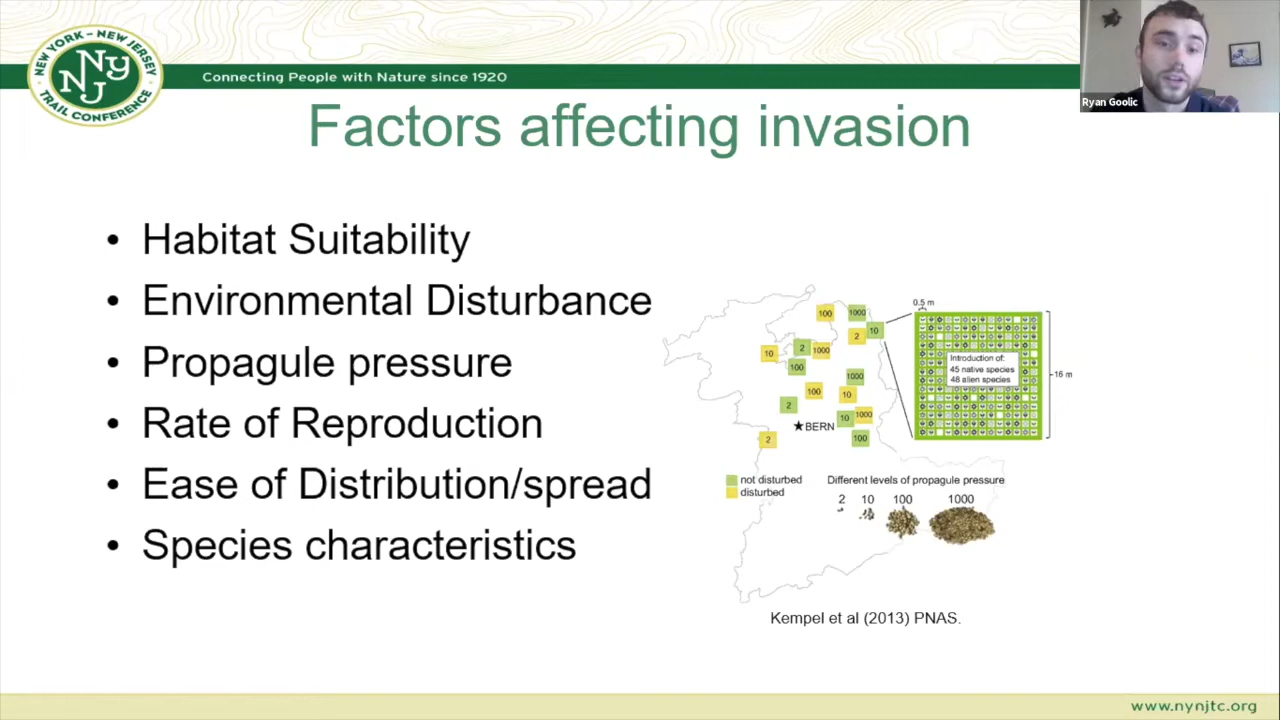 NEW YORK – NEW JERSEY
NY
NJ
TRAIL CONFERENCE
Connecting People with Nature since 1920
Ryan Goolic
Factors affecting invasion
• Habitat Suitability
• Environmental Disturbance
• Propagule pressure
• Rate of Reproduction
• Ease of Distribution/spread
• Species characteristics
0.5 m
100 1000
2 10
10 2 1000
100
1000
100 10
2
10 1000
BERN
2 100
Introduction of:
45 native species
48 alien species
16 m
not disturbed
disturbed
Different levels of propagule pressure
2 10 100 1000
Kempel et al (2013) PNAS.
www.nynjtc.org